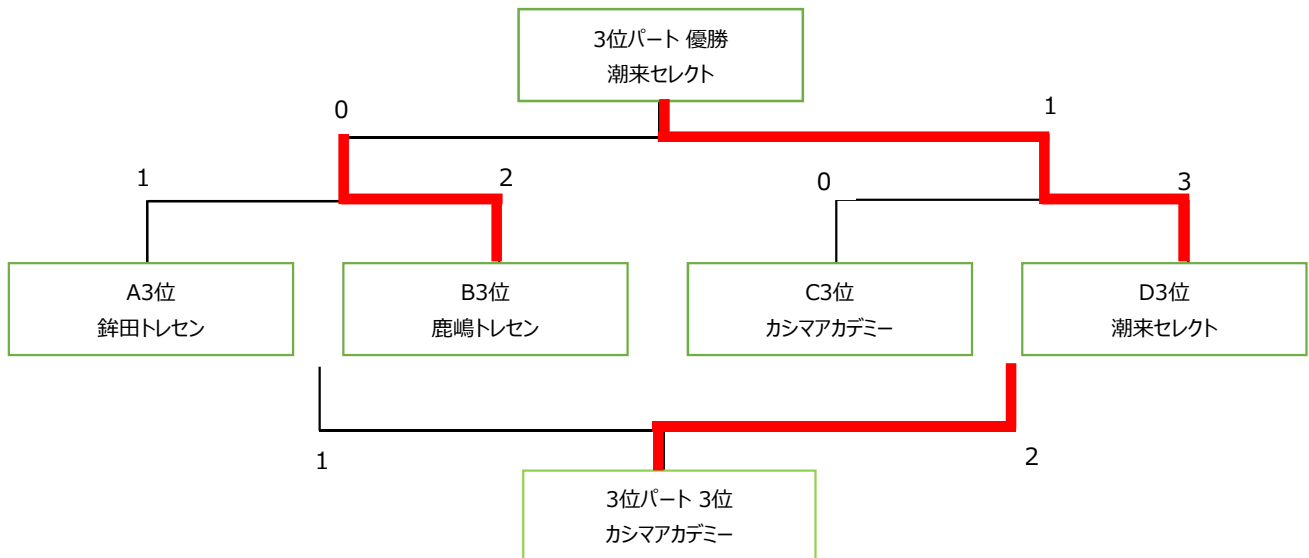 3位パート 優勝
潮来セレクト
0
1
1
2
0
3
A3位
鉾田トレセン
B3位
鹿嶋トレセン
C3位
カシマアカデミー
D3位
潮来セレクト
1
2
3位パート 3位
カシマアカデミー